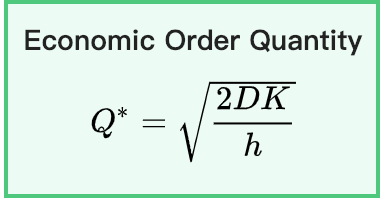 Economic Order Quantity
Q* = √(2DK/h)